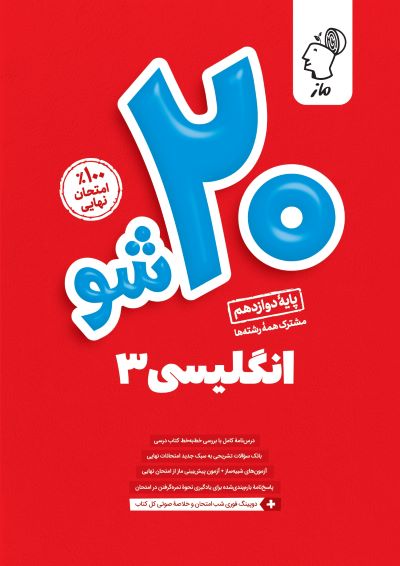 ماز
۲۰
شو
٪۱۰۰
امتحان
نهایی
پایهٔ دوازدهم
مشترک همهٔ رشته‌ها
انگلیسی ۳
درس‌نامهٔ کامل با بررسی خط‌به‌خط کتاب درسی
بانک سؤالات تشریحی به سبک جدید امتحانات نهایی
آزمون‌های شبیه‌ساز + آزمون پیش‌بینی ماز از امتحان نهایی
پاسخ‌نامهٔ بارم‌بندی‌شده برای یادگیری نحوهٔ نمره‌گرفتن در امتحان
+ دوپینگ فوری شب امتحان و خلاصهٔ صوتی کل کتاب